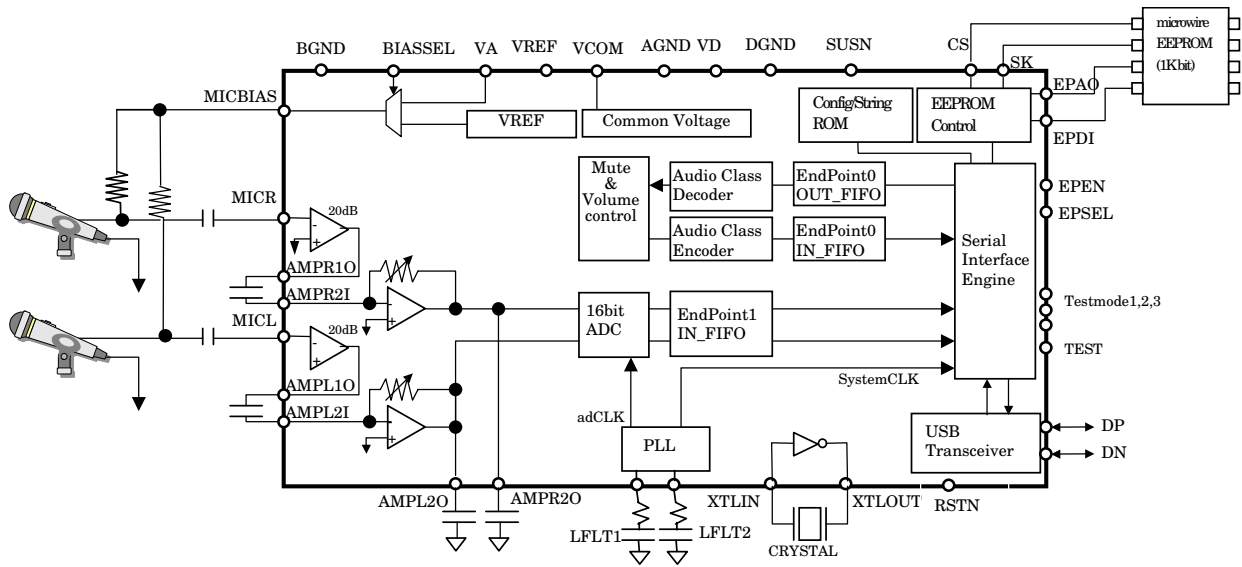 microwire
EEPROM
(1Kbit)
BGND
BIASSEL
VA
VREF
VCOM
AGND
VD
DGND
SUSN
CS
SK
EPAO
EPDI
MICBIAS
VREF
Common Voltage
Config/String
ROM
EEPROM
Control
Mute
&
Volume
control
Audio Class
Decoder
EndPoint0
OUT_FIFO
EPEN
EPSEL
MICR
20dB
-
+
Audio Class
Encoder
EndPoint0
IN_FIFO
Serial
Interface
Engine
AMPR1O
AMPR2I
-
+
16bit
ADC
EndPoint1
IN_FIFO
Testmode1,2,3
MICL
20dB
-
+
TEST
AMPL1O
SystemCLK
AMPL2I
-
+
adCLK
PLL
USB
Transceiver
DP
DN
AMPL2O
AMPR2O
XTLIN
XTLOUT
RSTN
LFLT1
LFLT2
CRYSTAL